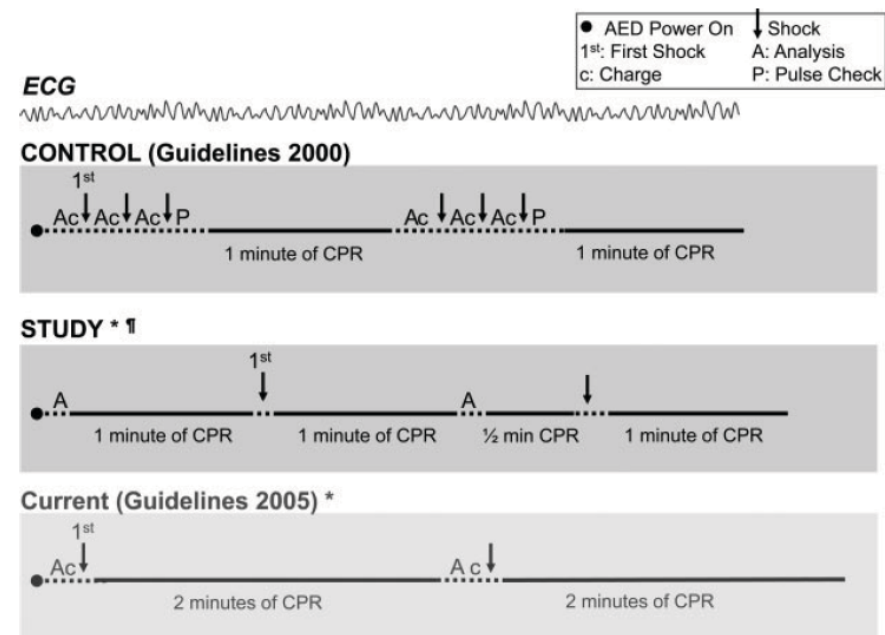 ● AED Power On ↓ Shock
1st: First Shock A: Analysis
c: Charge P: Pulse Check
ECG
CONTROL (Guidelines 2000)
1st
Ac Ac Ac P Ac Ac Ac P
1 minute of CPR 1 minute of CPR
STUDY * ¶
1st
A A
1 minute of CPR 1 minute of CPR ½ min CPR 1 minute of CPR
Current (Guidelines 2005) *
1st
Ac A c
2 minutes of CPR 2 minutes of CPR